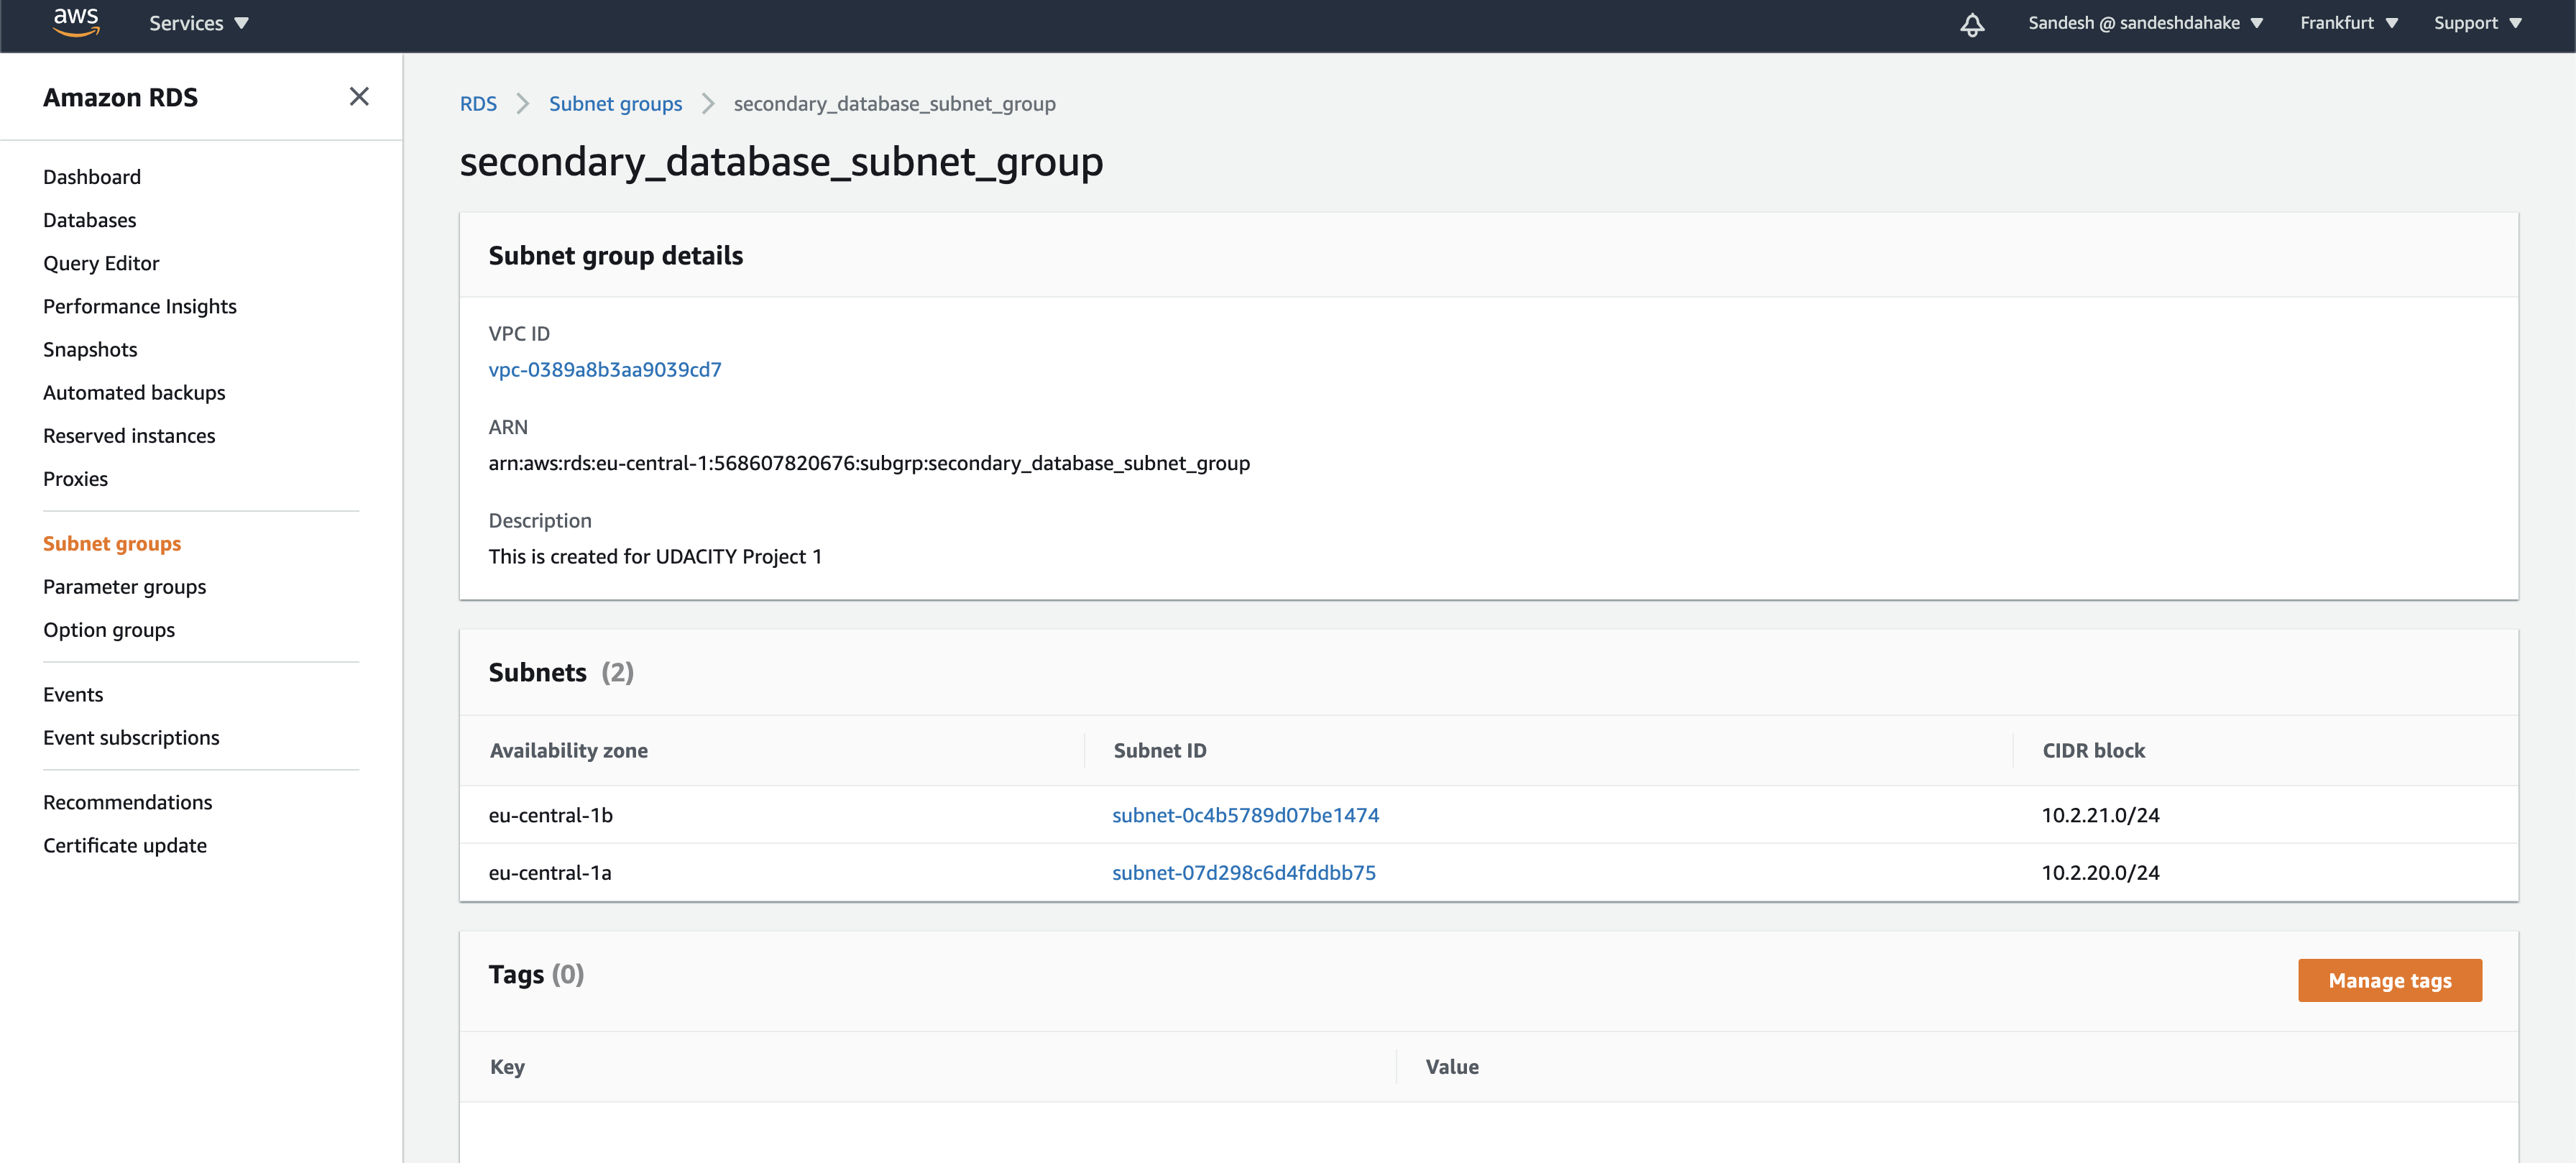 aws Services Sandesh @ sandeshdahake Frankfurt Support
Amazon RDS
Dashboard
Databases
Query Editor
Performance Insights
Snapshots
Automated backups
Reserved instances
Proxies
Subnet groups
Parameter groups
Option groups
Events
Event subscriptions
Recommendations
Certificate update
RDS Subnet groups secondary_database_subnet_group
secondary_database_subnet_group
Subnet group details
VPC ID
vpc-0389a8b3aa9039cd7
ARN
arn:aws:rds:eu-central-1:568607820676:subgrp:secondary_database_subnet_group
Description
This is created for UDACITY Project 1
Subnets (2)
Availability zone Subnet ID CIDR block
eu-central-1b subnet-0c4b5789d07be1474 10.2.21.0/24
eu-central-1a subnet-07d298c6d4fddbb75 10.2.20.0/24
Tags (0) Manage tags
Key Value